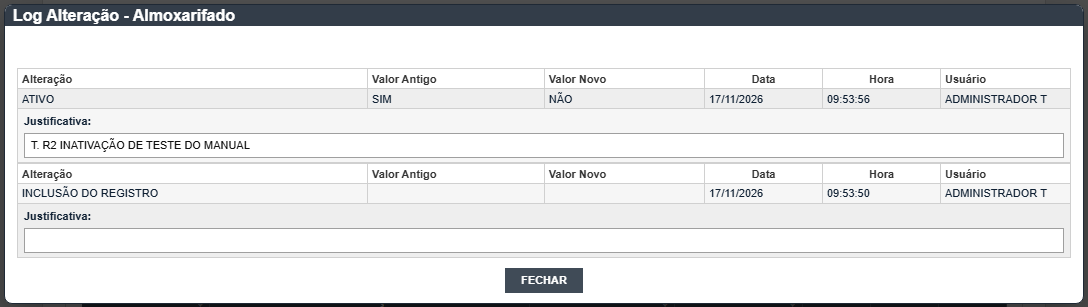 Log Alteração - Almoxarifado
Alteração Valor Antigo Valor Novo Data Hora Usuário
ATIVO SIM NÃO 17/11/2026 09:53:56 ADMINISTRADOR T
Justificativa:
T. R2 INATIVAÇÃO DE TESTE DO MANUAL
Alteração Valor Antigo Valor Novo Data Hora Usuário
INCLUSÃO DO REGISTRO 17/11/2026 09:53:50 ADMINISTRADOR T
Justificativa:
FECHAR